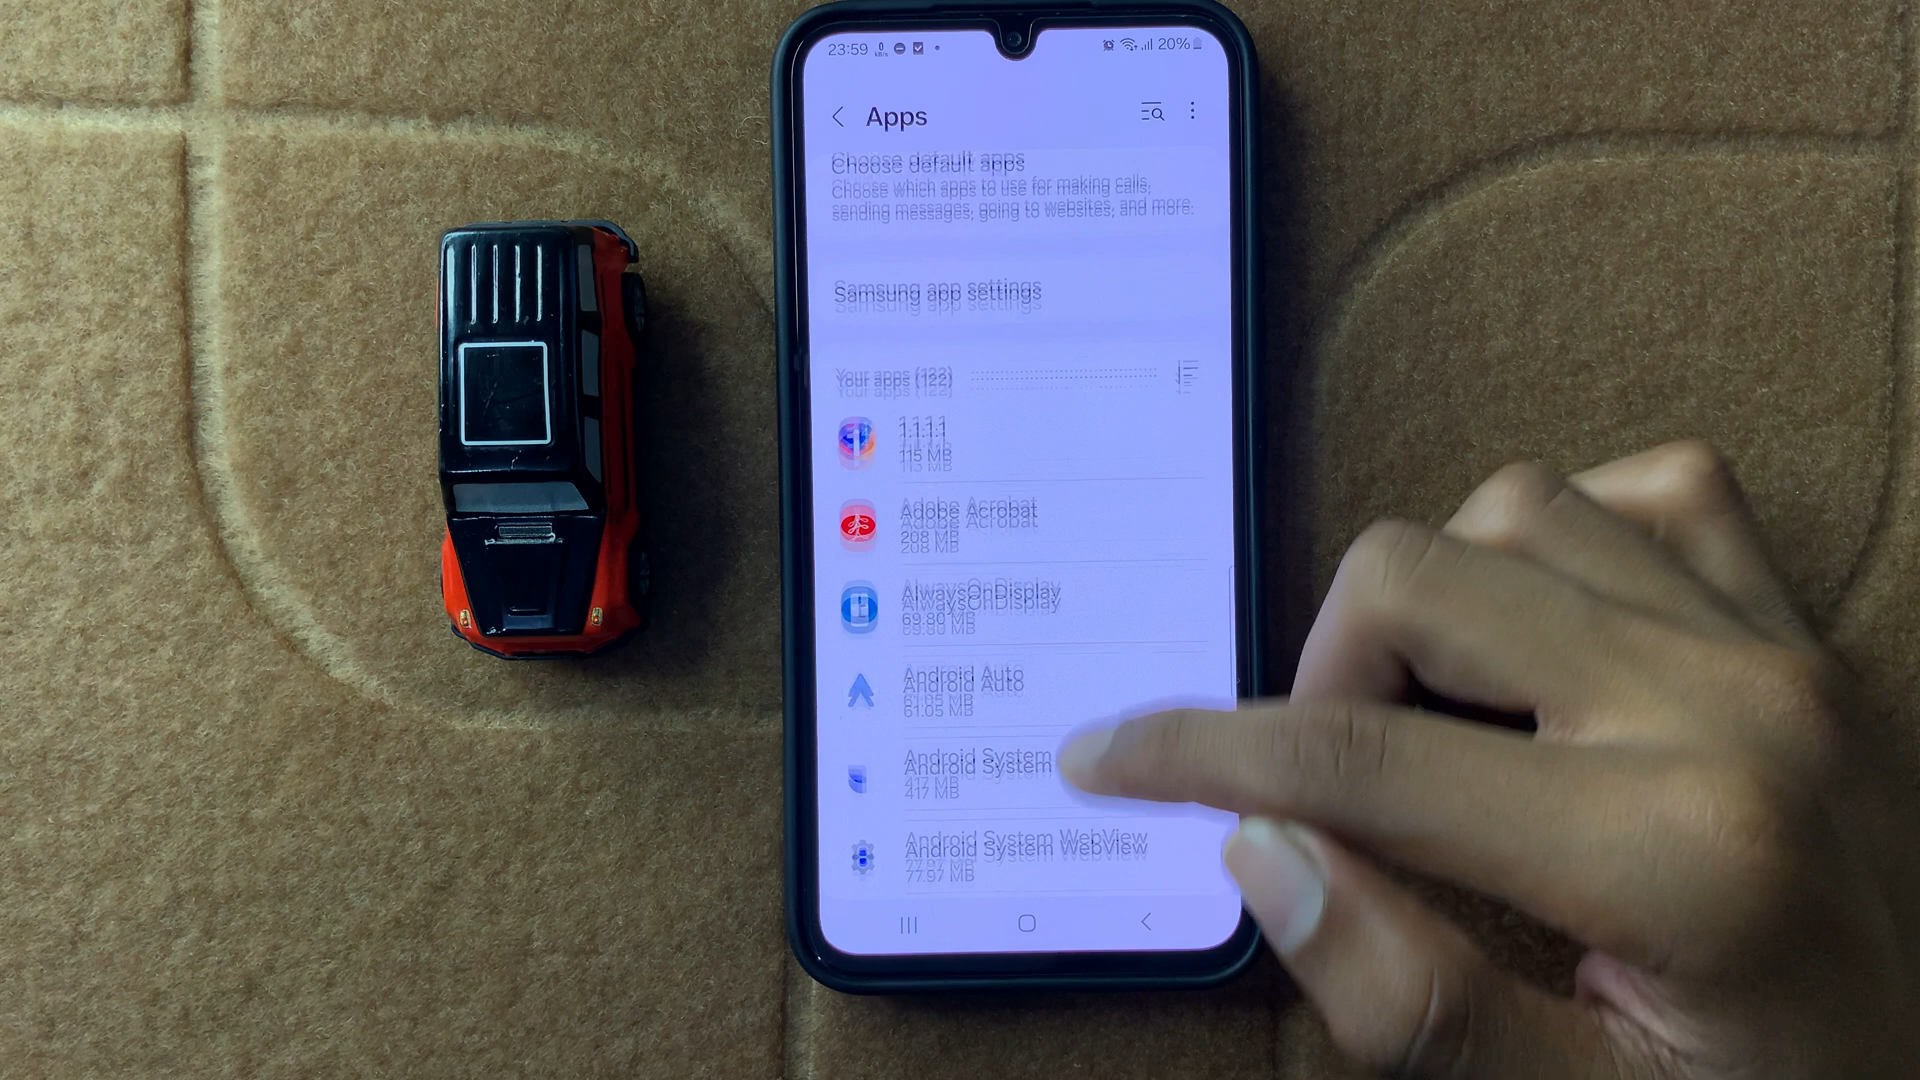 23:59 0 KB/s 20%
Apps
Choose default apps
Choose which apps to use for making calls,
sending messages, going to websites, and more.
Samsung app settings
Your apps (122)
1.1.1.1
115 MB
Adobe Acrobat
208 MB
AlwaysOnDisplay
69.80 MB
Android Auto
61.05 MB
Android System
417 MB
Android System WebView
77.97 MB